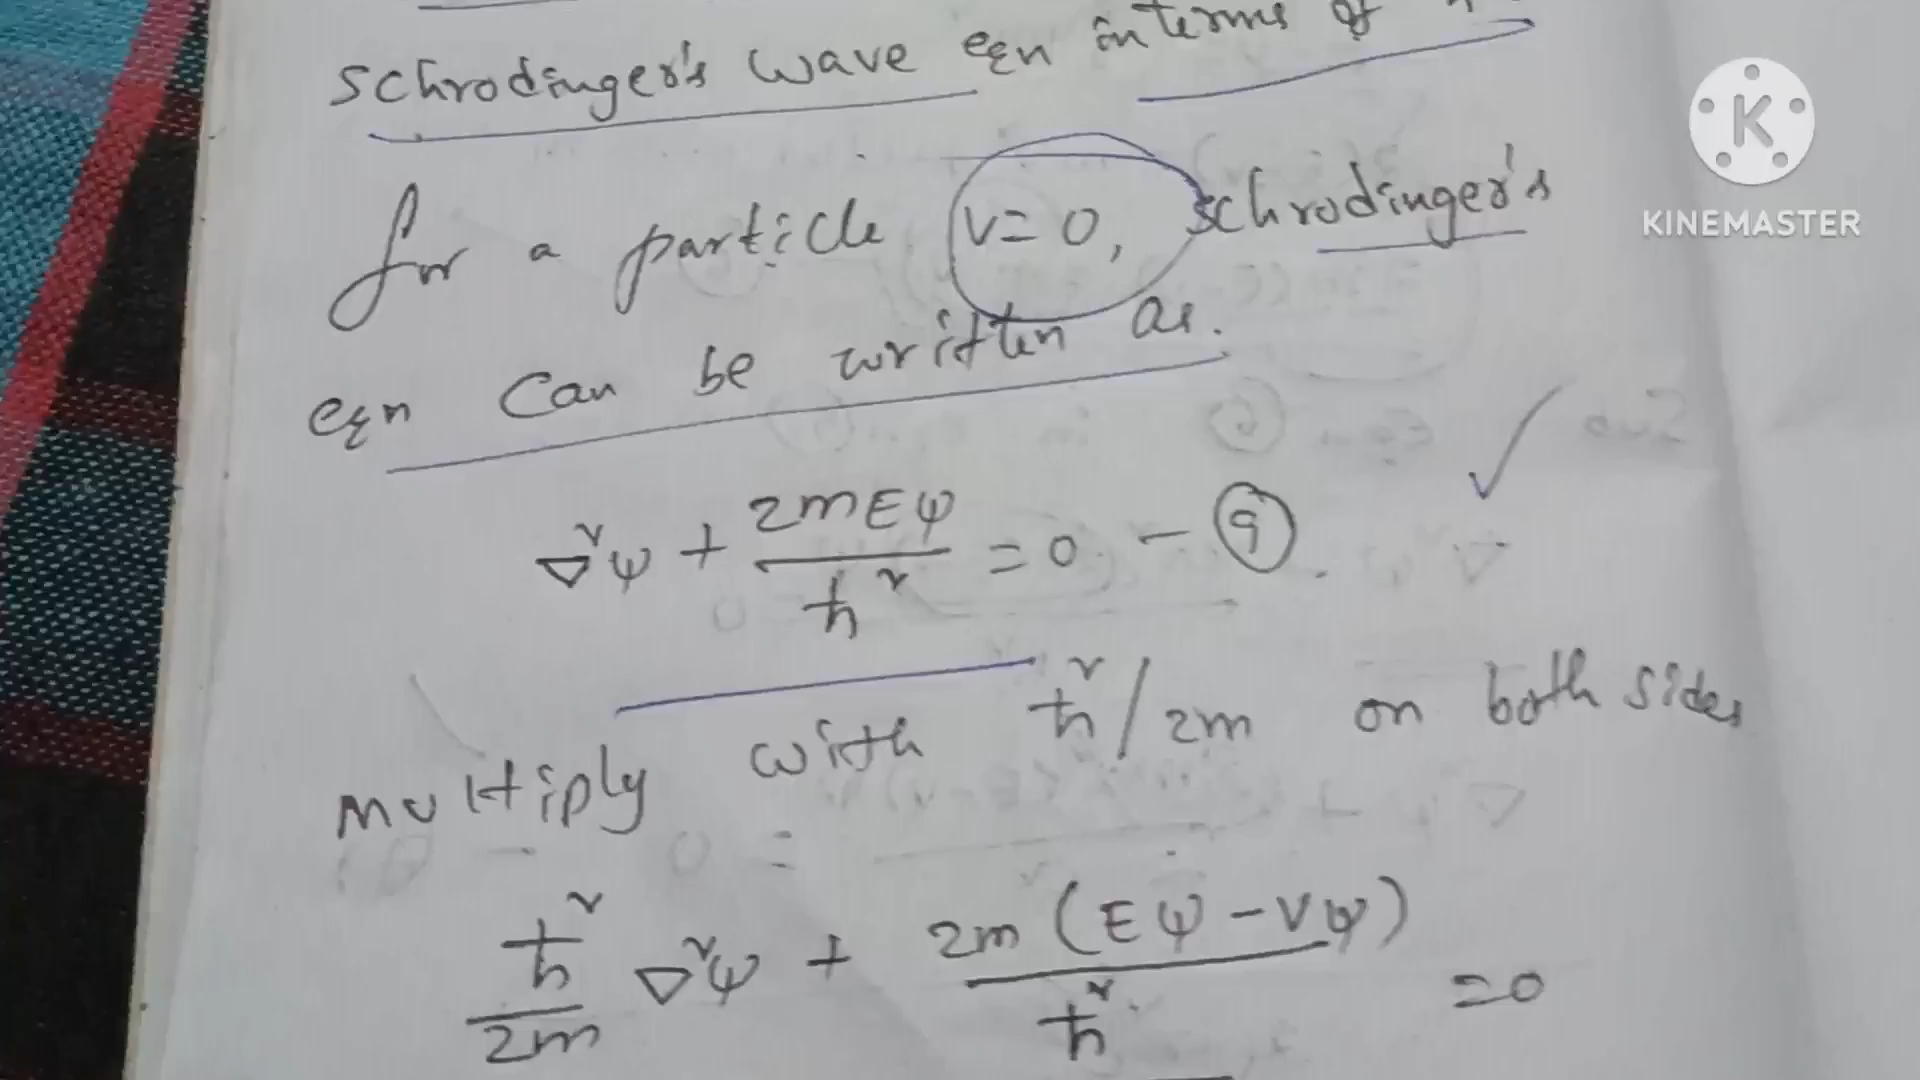 schrodinger's wave eqn in terms of
for a particle V=0, schrodinger's
eqn can be written as.
∇²ψ + 2mEψ/ħ² = 0 - ⑨.
multiply with ħ²/2m on both sides
ħ²/2m ∇²ψ + 2m (Eψ - Vψ)/ħ² = 0
K
KINEMASTER